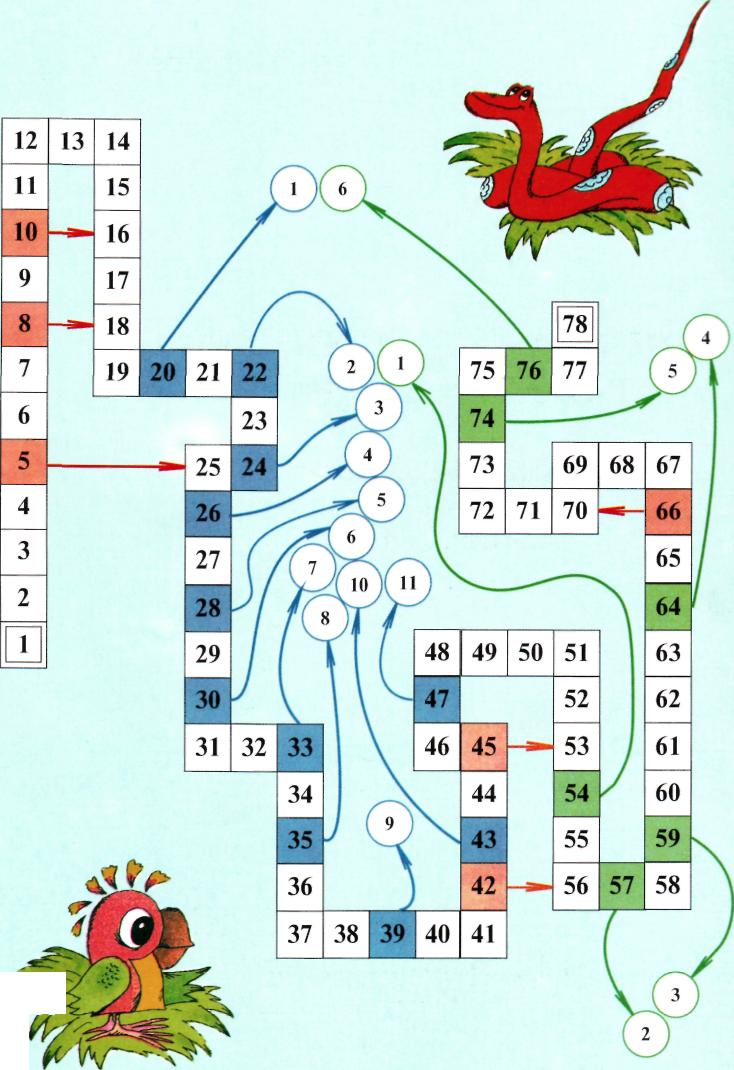 12 13 14
11 15
1 6
10 16
9 17
8 18
78
4
7 19 20 21 22
2 1
75 76 77
5
6 23
3
74
5 25 24
4
73 69 68 67
4 26
5
72 71 70 66
3 27
6
65
2 28
7 10 11
8
64
1 29
48 49 50 51 63
30 47 52 62
31 32 33
46 45 53 61
34 44 54 60
35
9
43 55 59
36 42 56 57 58
37 38 39 40 41
3
2